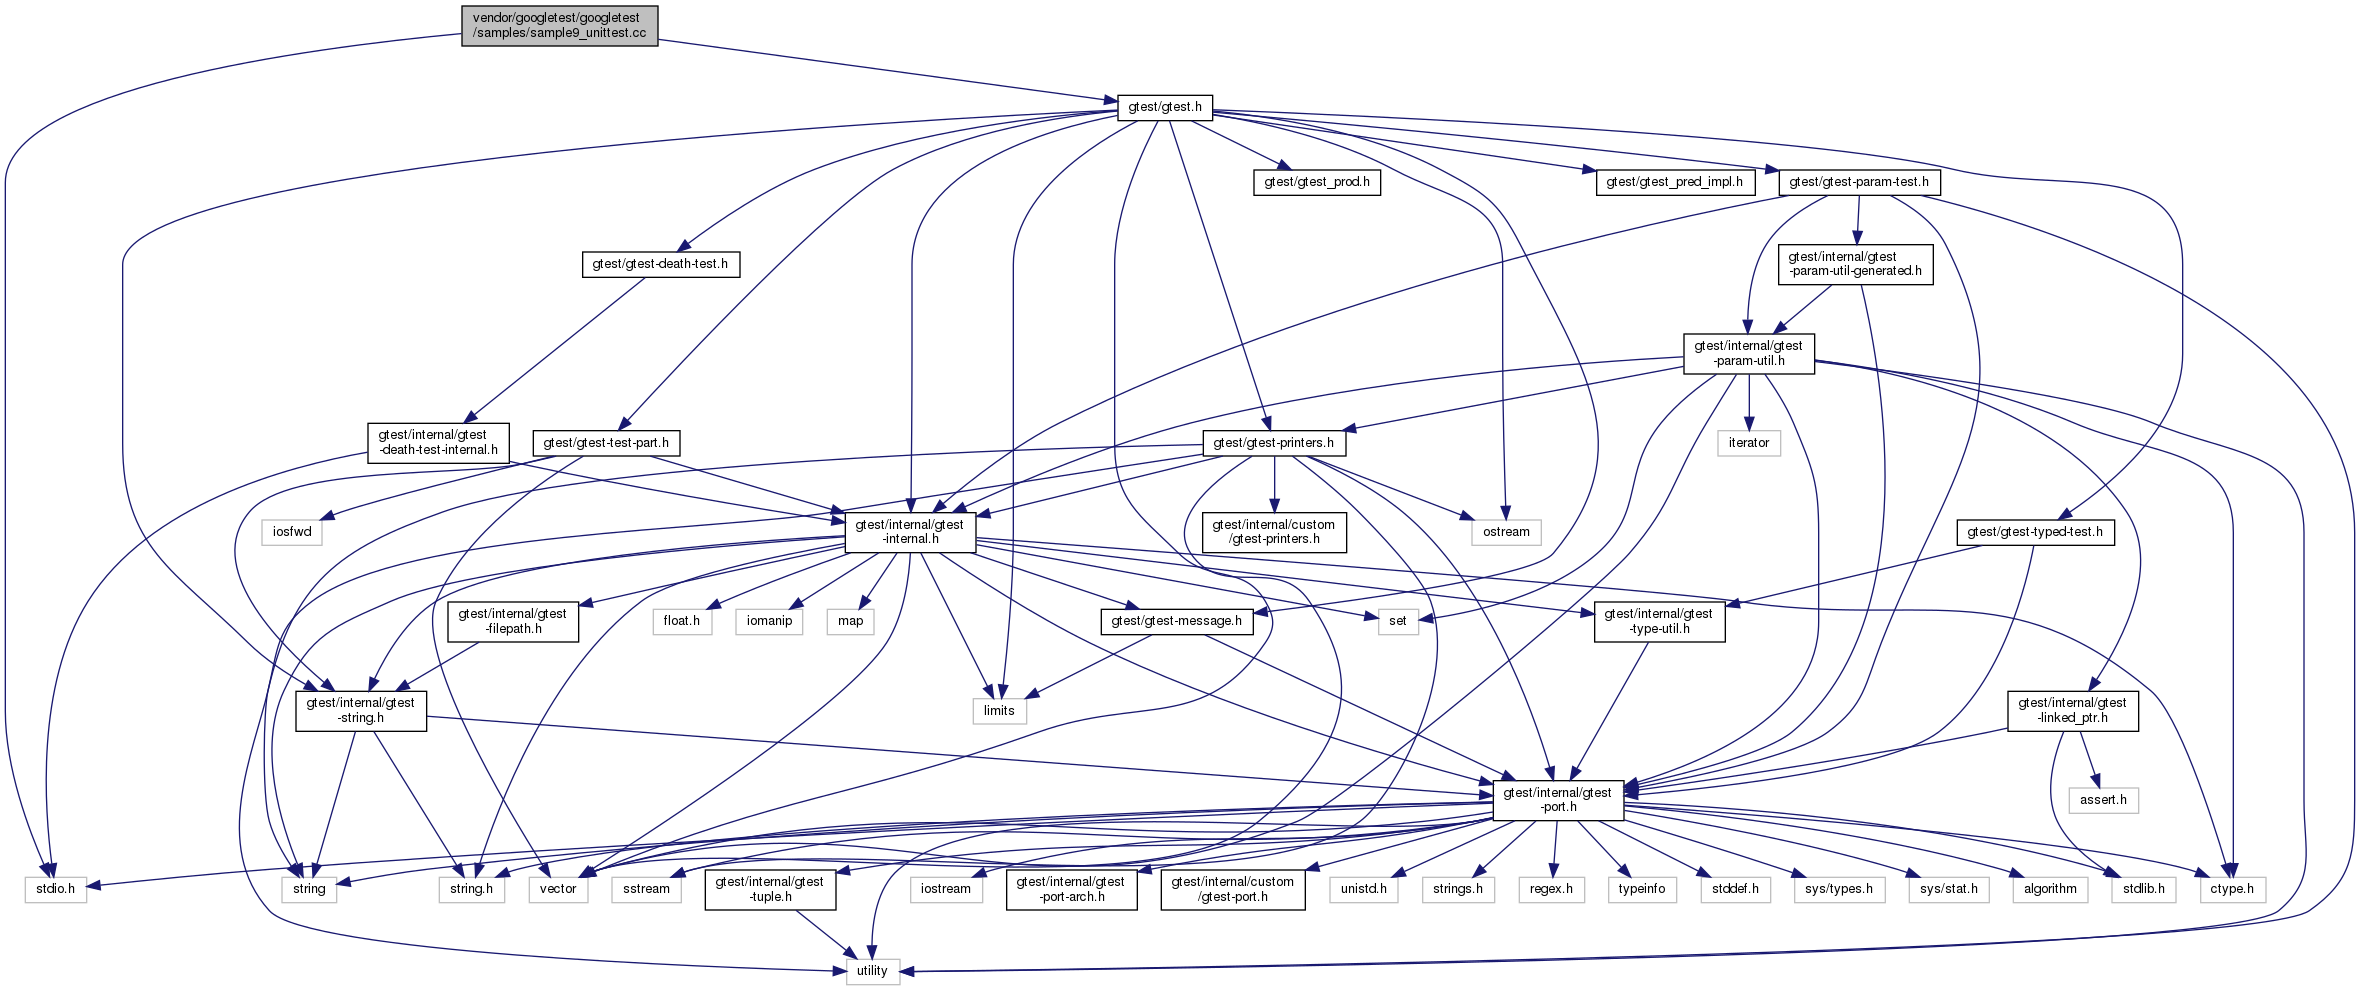 vendor/googletest/googletest
/samples/sample9_unittest.cc
gtest/gtest.h
gtest/gtest_prod.h
gtest/gtest_pred_impl.h
gtest/gtest-param-test.h
gtest/gtest-death-test.h
gtest/internal/gtest
-param-util-generated.h
gtest/internal/gtest
-param-util.h
gtest/internal/gtest
-death-test-internal.h
gtest/gtest-test-part.h
gtest/gtest-printers.h
iterator
iosfwd
gtest/internal/gtest
-internal.h
gtest/internal/custom
/gtest-printers.h
ostream
gtest/gtest-typed-test.h
gtest/internal/gtest
-filepath.h
float.h
iomanip
map
gtest/gtest-message.h
set
gtest/internal/gtest
-type-util.h
gtest/internal/gtest
-string.h
limits
gtest/internal/gtest
-linked_ptr.h
gtest/internal/gtest
-port.h
assert.h
stdio.h
string
string.h
vector
sstream
gtest/internal/gtest
-tuple.h
iostream
gtest/internal/gtest
-port-arch.h
gtest/internal/custom
/gtest-port.h
unistd.h
strings.h
regex.h
typeinfo
stddef.h
sys/types.h
sys/stat.h
algorithm
stdlib.h
ctype.h
utility